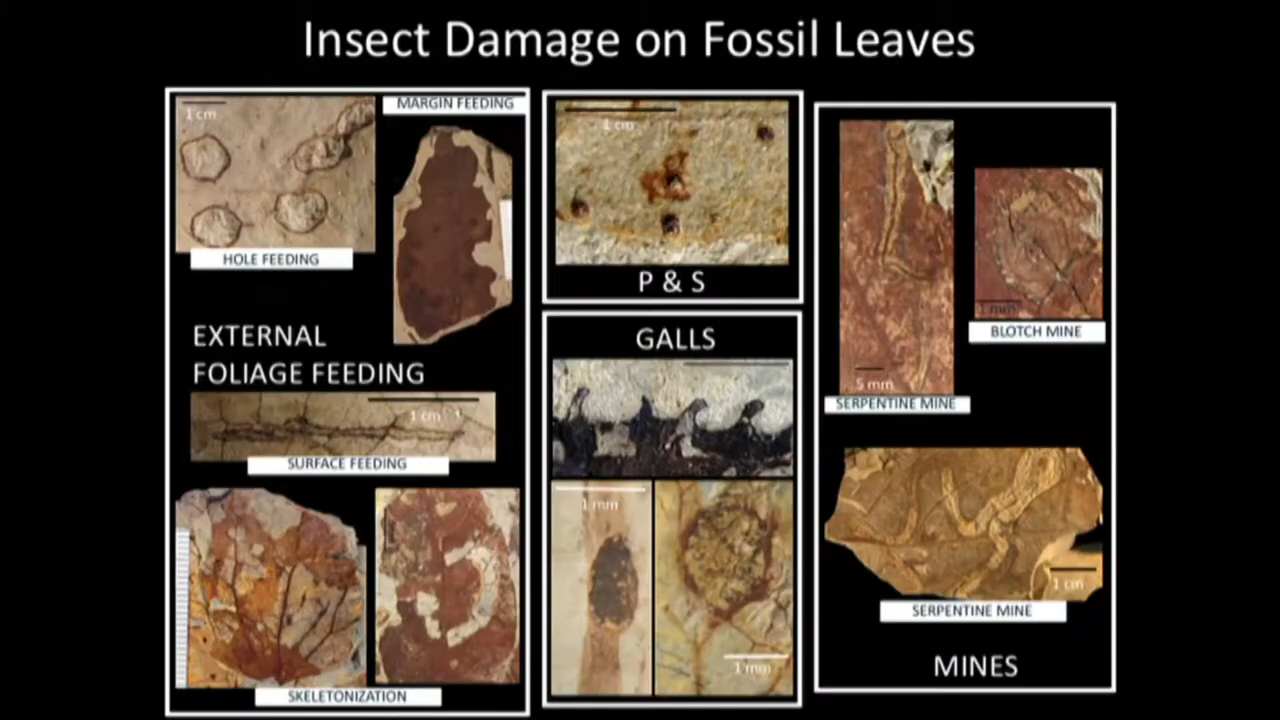 Insect Damage on Fossil Leaves
1 cm
MARGIN FEEDING
HOLE FEEDING
EXTERNAL
FOLIAGE FEEDING
1 cm
SURFACE FEEDING
SKELETONIZATION
1 cm
P & S
GALLS
1 mm
1 mm
5 mm
SERPENTINE MINE
1 mm
BLOTCH MINE
1 cm
SERPENTINE MINE
MINES